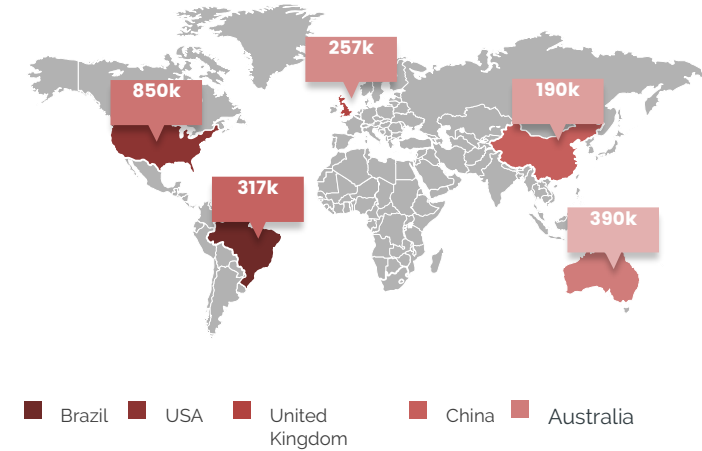 257k
850k
190k
317k
390k
Brazil
USA
United
Kingdom
China
Australia